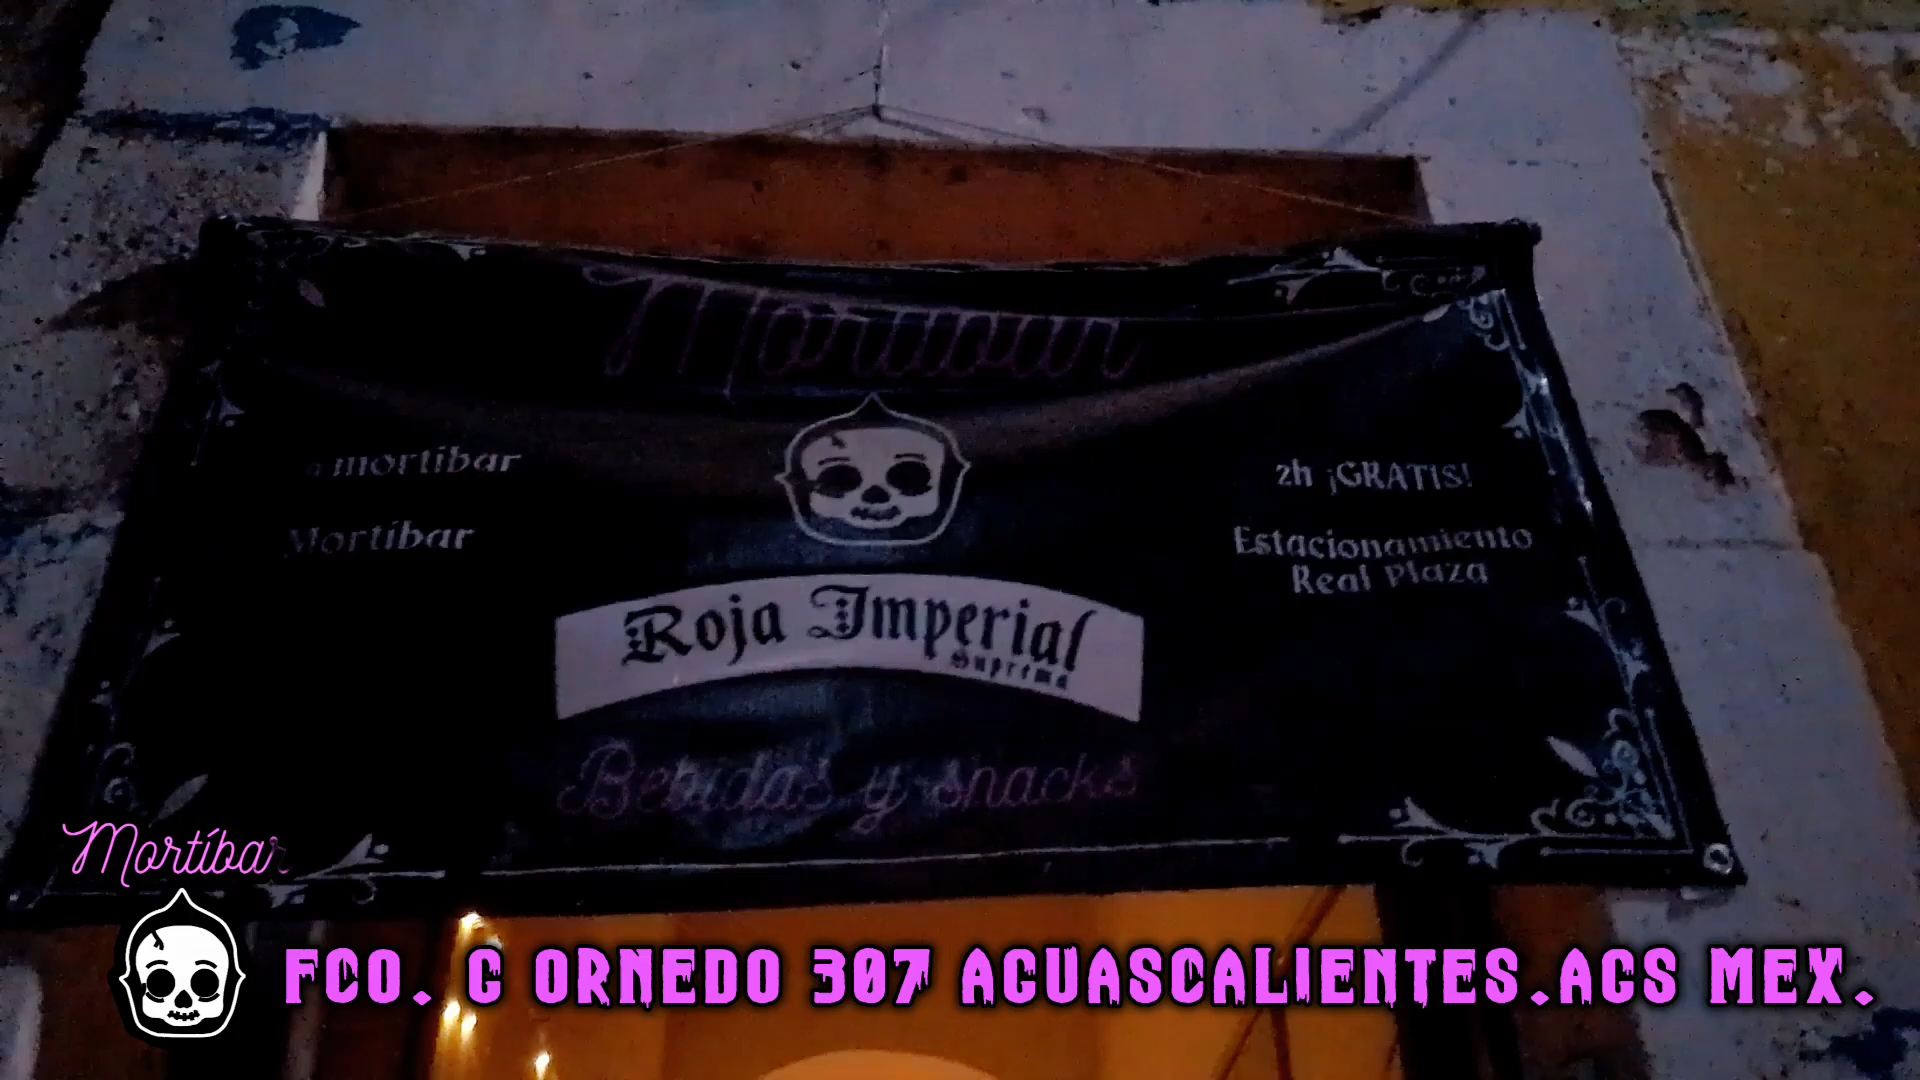 Mortibar
mortibar
Mortíbar
2h ¡GRATIS!
Estacionamiento
Real Plaza
Roja Imperial
Suprema
Bebidas y snacks
Mortíbar
FCO. G ORNEDO 307 AGUASCALIENTES.AGS MEX.